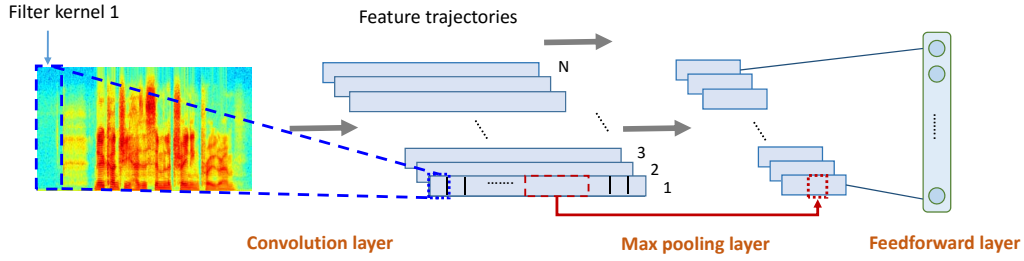 Filter kernel 1
Feature trajectories
N
3
2
1
Convolution layer
Max pooling layer
Feedforward layer